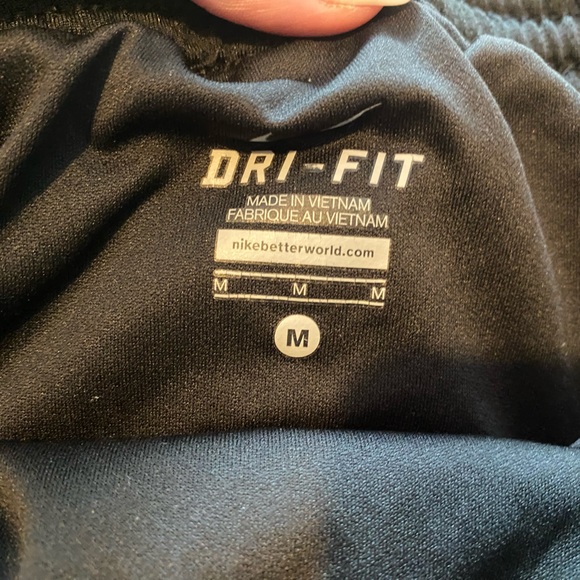 DRI-FIT
MADE IN VIETNAM
FABRIQUE AU VIETNAM
nikebetterworld.com
M M M
M